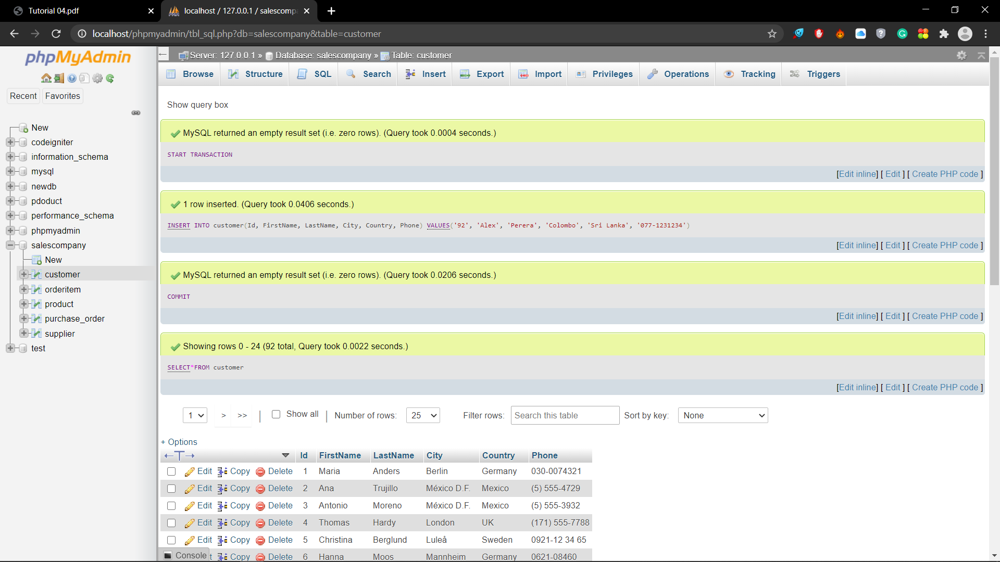 Tutorial 04.pdf
localhost / 127.0.0.1 / salescomp
localhost/phpmyadmin/tbl_sql.php?db=salescompany&table=customer
phpMyAdmin
Recent Favorites
New
codeigniter
information_schema
mysql
newdb
pdoduct
performance_schema
phpmyadmin
salescompany
New
customer
orderitem
product
purchase_order
supplier
test
Server: 127.0.0.1 » Database: salescompany » Table: customer
Browse Structure SQL Search Insert Export Import Privileges Operations Tracking Triggers
Show query box
MySQL returned an empty result set (i.e. zero rows). (Query took 0.0004 seconds.)
START TRANSACTION
[Edit inline] [ Edit ] [ Create PHP code ]
1 row inserted. (Query took 0.0406 seconds.)
INSERT INTO customer(Id, FirstName, LastName, City, Country, Phone) VALUES('92', 'Alex', 'Perera', 'Colombo', 'Sri Lanka', '077-1231234')
[Edit inline] [ Edit ] [ Create PHP code ]
MySQL returned an empty result set (i.e. zero rows). (Query took 0.0206 seconds.)
COMMIT
[Edit inline] [ Edit ] [ Create PHP code ]
Showing rows 0 - 24 (92 total, Query took 0.0022 seconds.)
SELECT*FROM customer
[Edit inline] [ Edit ] [ Create PHP code ]
1 > >> | Show all | Number of rows: 25 Filter rows: Search this table Sort by key: None
+ Options
←T→ Id FirstName LastName City Country Phone
Edit Copy Delete 1 Maria Anders Berlin Germany 030-0074321
Edit Copy Delete 2 Ana Trujillo México D.F. Mexico (5) 555-4729
Edit Copy Delete 3 Antonio Moreno México D.F. Mexico (5) 555-3932
Edit Copy Delete 4 Thomas Hardy London UK (171) 555-7788
Edit Copy Delete 5 Christina Berglund Luleå Sweden 0921-12 34 65
Console t Copy Delete 6 Hanna Moos Mannheim Germany 0621-08460